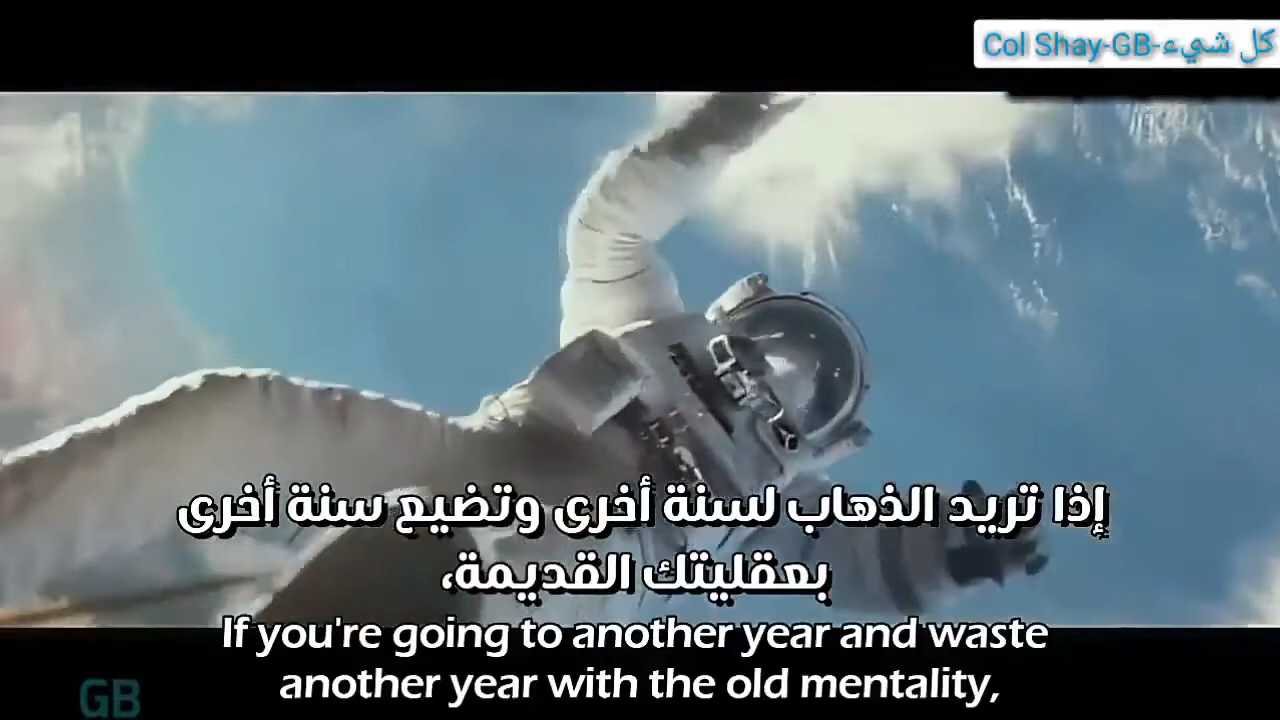 Col Shay-GB-كل شيء
إذا تريد الذهاب لسنة أخرى وتضيع سنة أخرى
بعقليتك القديمة،
If you're going to another year and waste
another year with the old mentality,
GB